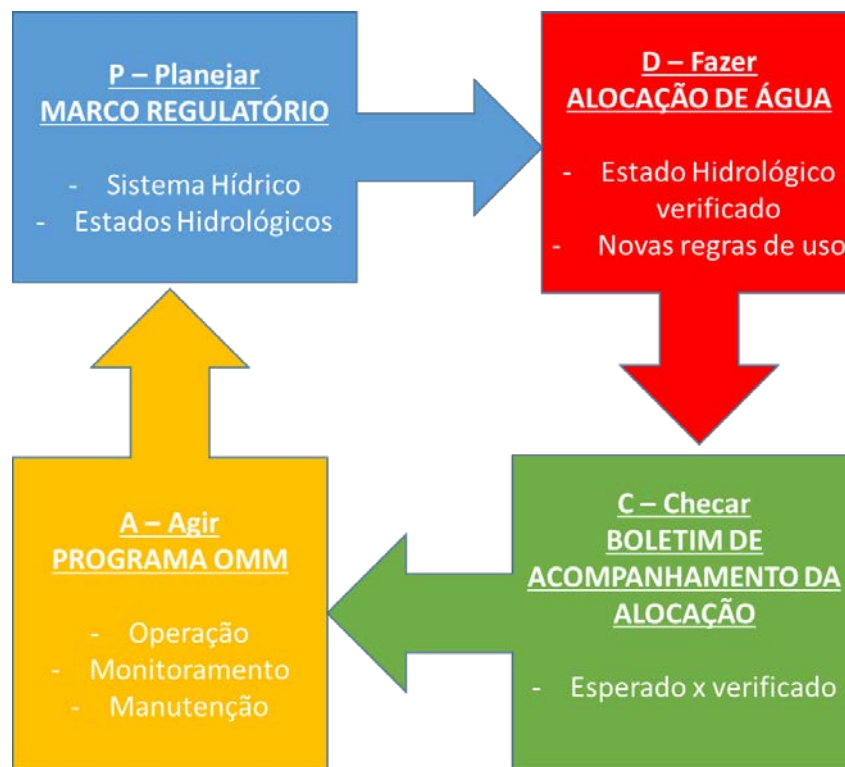 P – Planejar
MARCO REGULATÓRIO
- Sistema Hídrico
- Estados Hidrológicos
D – Fazer
ALOCAÇÃO DE ÁGUA
- Estado Hidrológico
verificado
- Novas regras de uso
C – Checar
BOLETIM DE
ACOMPANHAMENTO DA
ALOCAÇÃO
- Esperado x verificado
A – Agir
PROGRAMA OMM
- Operação
- Monitoramento
- Manutenção